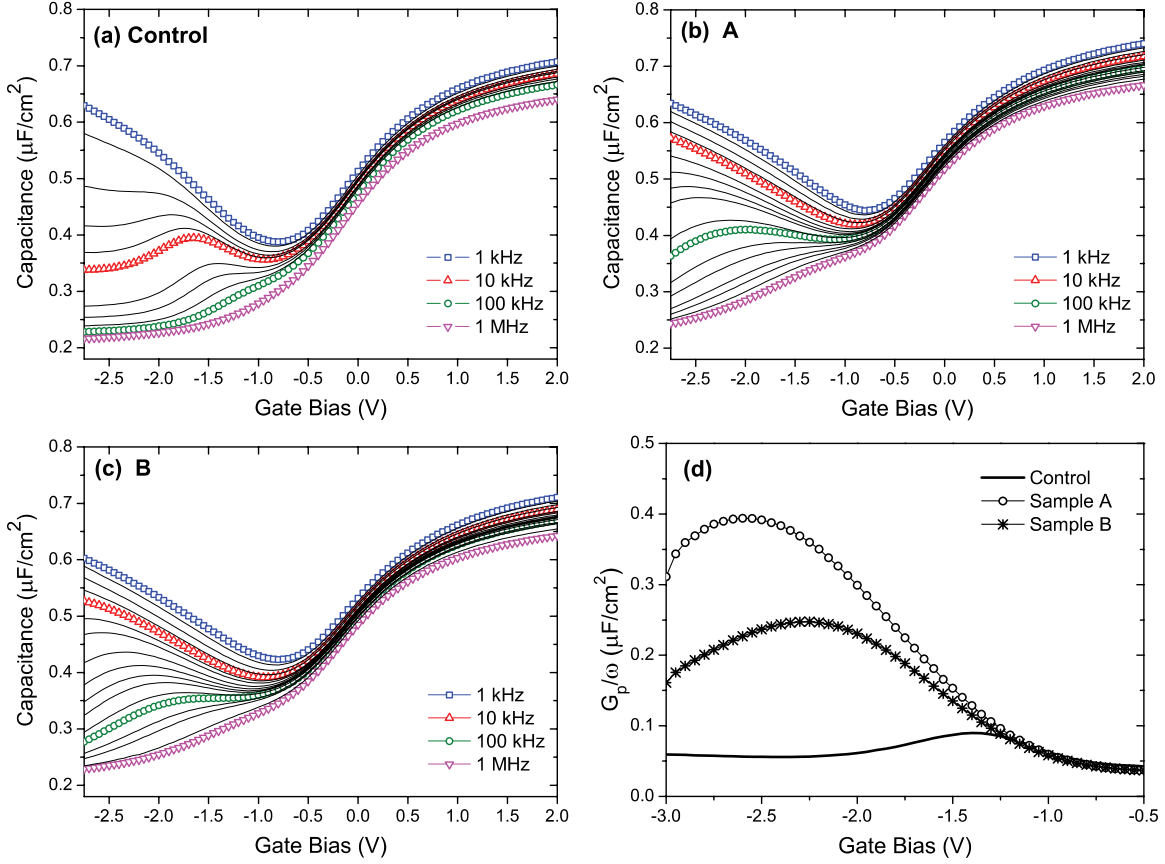 (a) Control
Capacitance (µF/cm²)
0.8
0.7
0.6
0.5
0.4
0.3
0.2
1 kHz
10 kHz
100 kHz
1 MHz
-2.5 -2.0 -1.5 -1.0 -0.5 0.0 0.5 1.0 1.5 2.0
Gate Bias (V)
(b) A
Capacitance (µF/cm²)
0.8
0.7
0.6
0.5
0.4
0.3
0.2
1 kHz
10 kHz
100 kHz
1 MHz
-2.5 -2.0 -1.5 -1.0 -0.5 0.0 0.5 1.0 1.5 2.0
Gate Bias (V)
(c) B
Capacitance (µF/cm²)
0.8
0.7
0.6
0.5
0.4
0.3
0.2
1 kHz
10 kHz
100 kHz
1 MHz
-2.5 -2.0 -1.5 -1.0 -0.5 0.0 0.5 1.0 1.5 2.0
Gate Bias (V)
(d)
Gp/ω (µF/cm²)
0.5
0.4
0.3
0.2
0.1
0.0
Control
Sample A
Sample B
-3.0 -2.5 -2.0 -1.5 -1.0 -0.5
Gate Bias (V)